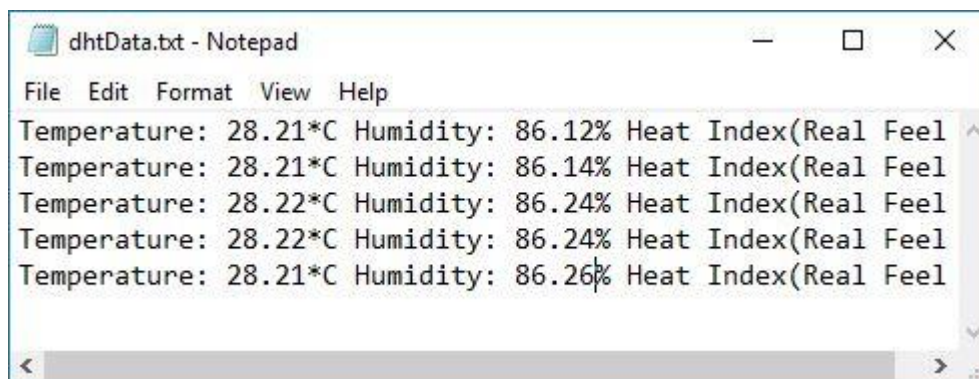 dhtData.txt - Notepad
File Edit Format View Help
Temperature: 28.21*C Humidity: 86.12% Heat Index(Real Feel
Temperature: 28.21*C Humidity: 86.14% Heat Index(Real Feel
Temperature: 28.22*C Humidity: 86.24% Heat Index(Real Feel
Temperature: 28.22*C Humidity: 86.24% Heat Index(Real Feel
Temperature: 28.21*C Humidity: 86.26% Heat Index(Real Feel